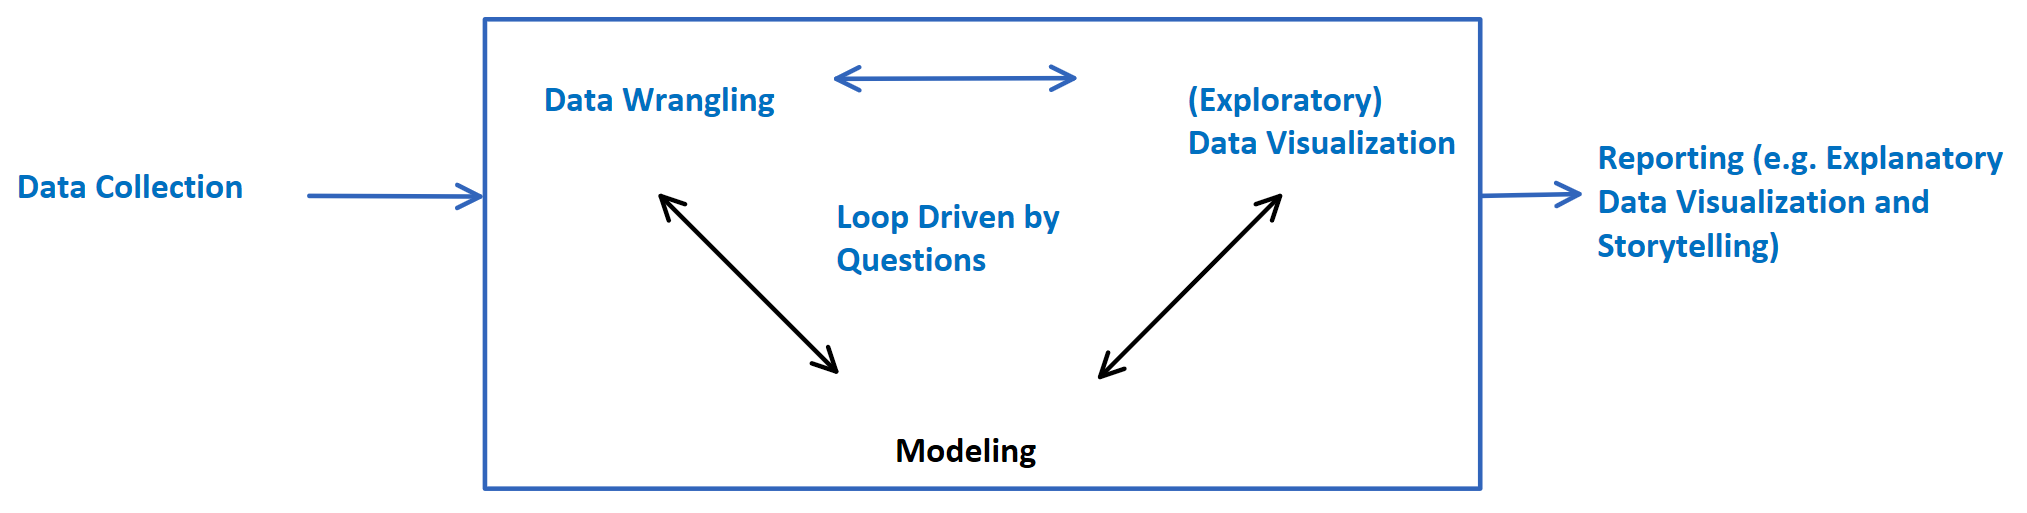 Data Collection
Data Wrangling
(Exploratory)
Data Visualization
Loop Driven by
Questions
Modeling
Reporting (e.g. Explanatory
Data Visualization and
Storytelling)